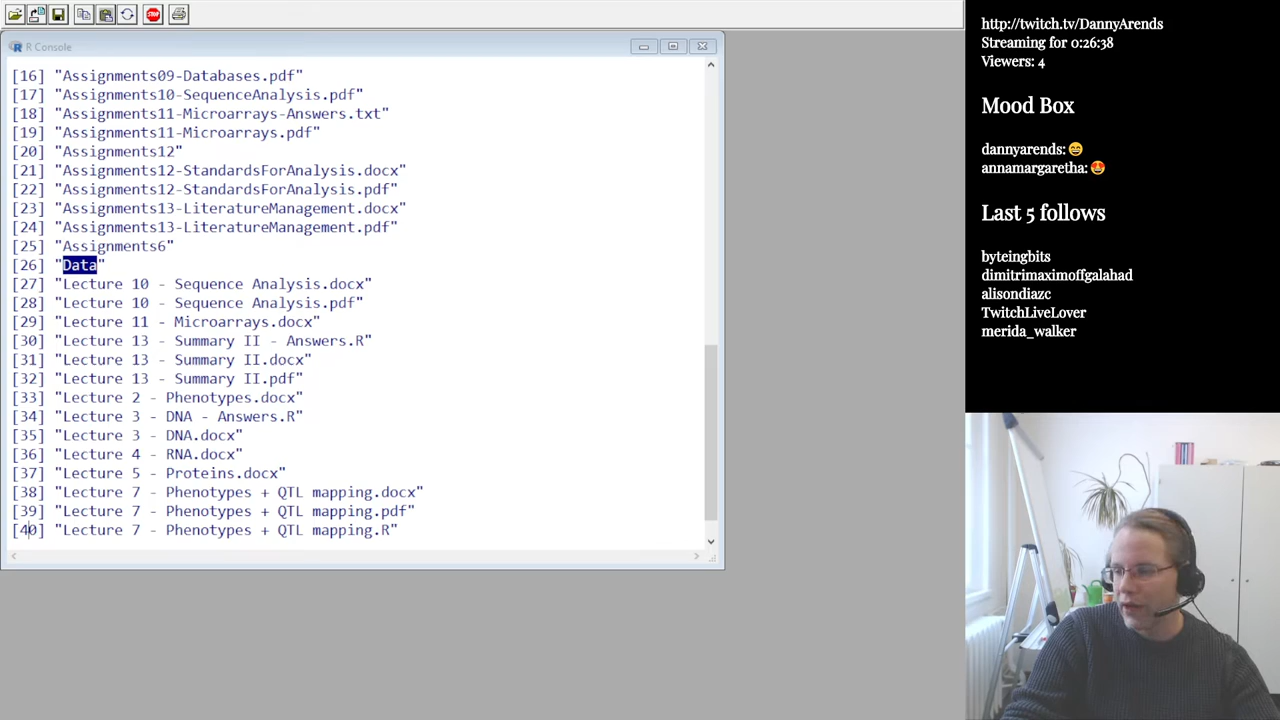 R Console
[16] "Assignments09-Databases.pdf"
[17] "Assignments10-SequenceAnalysis.pdf"
[18] "Assignments11-Microarrays-Answers.txt"
[19] "Assignments11-Microarrays.pdf"
[20] "Assignments12"
[21] "Assignments12-StandardsForAnalysis.docx"
[22] "Assignments12-StandardsForAnalysis.pdf"
[23] "Assignments13-LiteratureManagement.docx"
[24] "Assignments13-LiteratureManagement.pdf"
[25] "Assignments6"
[26] "Data"
[27] "Lecture 10 - Sequence Analysis.docx"
[28] "Lecture 10 - Sequence Analysis.pdf"
[29] "Lecture 11 - Microarrays.docx"
[30] "Lecture 13 - Summary II - Answers.R"
[31] "Lecture 13 - Summary II.docx"
[32] "Lecture 13 - Summary II.pdf"
[33] "Lecture 2 - Phenotypes.docx"
[34] "Lecture 3 - DNA - Answers.R"
[35] "Lecture 3 - DNA.docx"
[36] "Lecture 4 - RNA.docx"
[37] "Lecture 5 - Proteins.docx"
[38] "Lecture 7 - Phenotypes + QTL mapping.docx"
[39] "Lecture 7 - Phenotypes + QTL mapping.pdf"
[40] "Lecture 7 - Phenotypes + QTL mapping.R"
STOP
http://twitch.tv/DannyArends
Streaming for 0:26:38
Viewers: 4
Mood Box
dannyarends: 😄
annamargaretha: 😍
Last 5 follows
byteingbits
dimitrimaximoffgalahad
alisondiazc
TwitchLiveLover
merida_walker